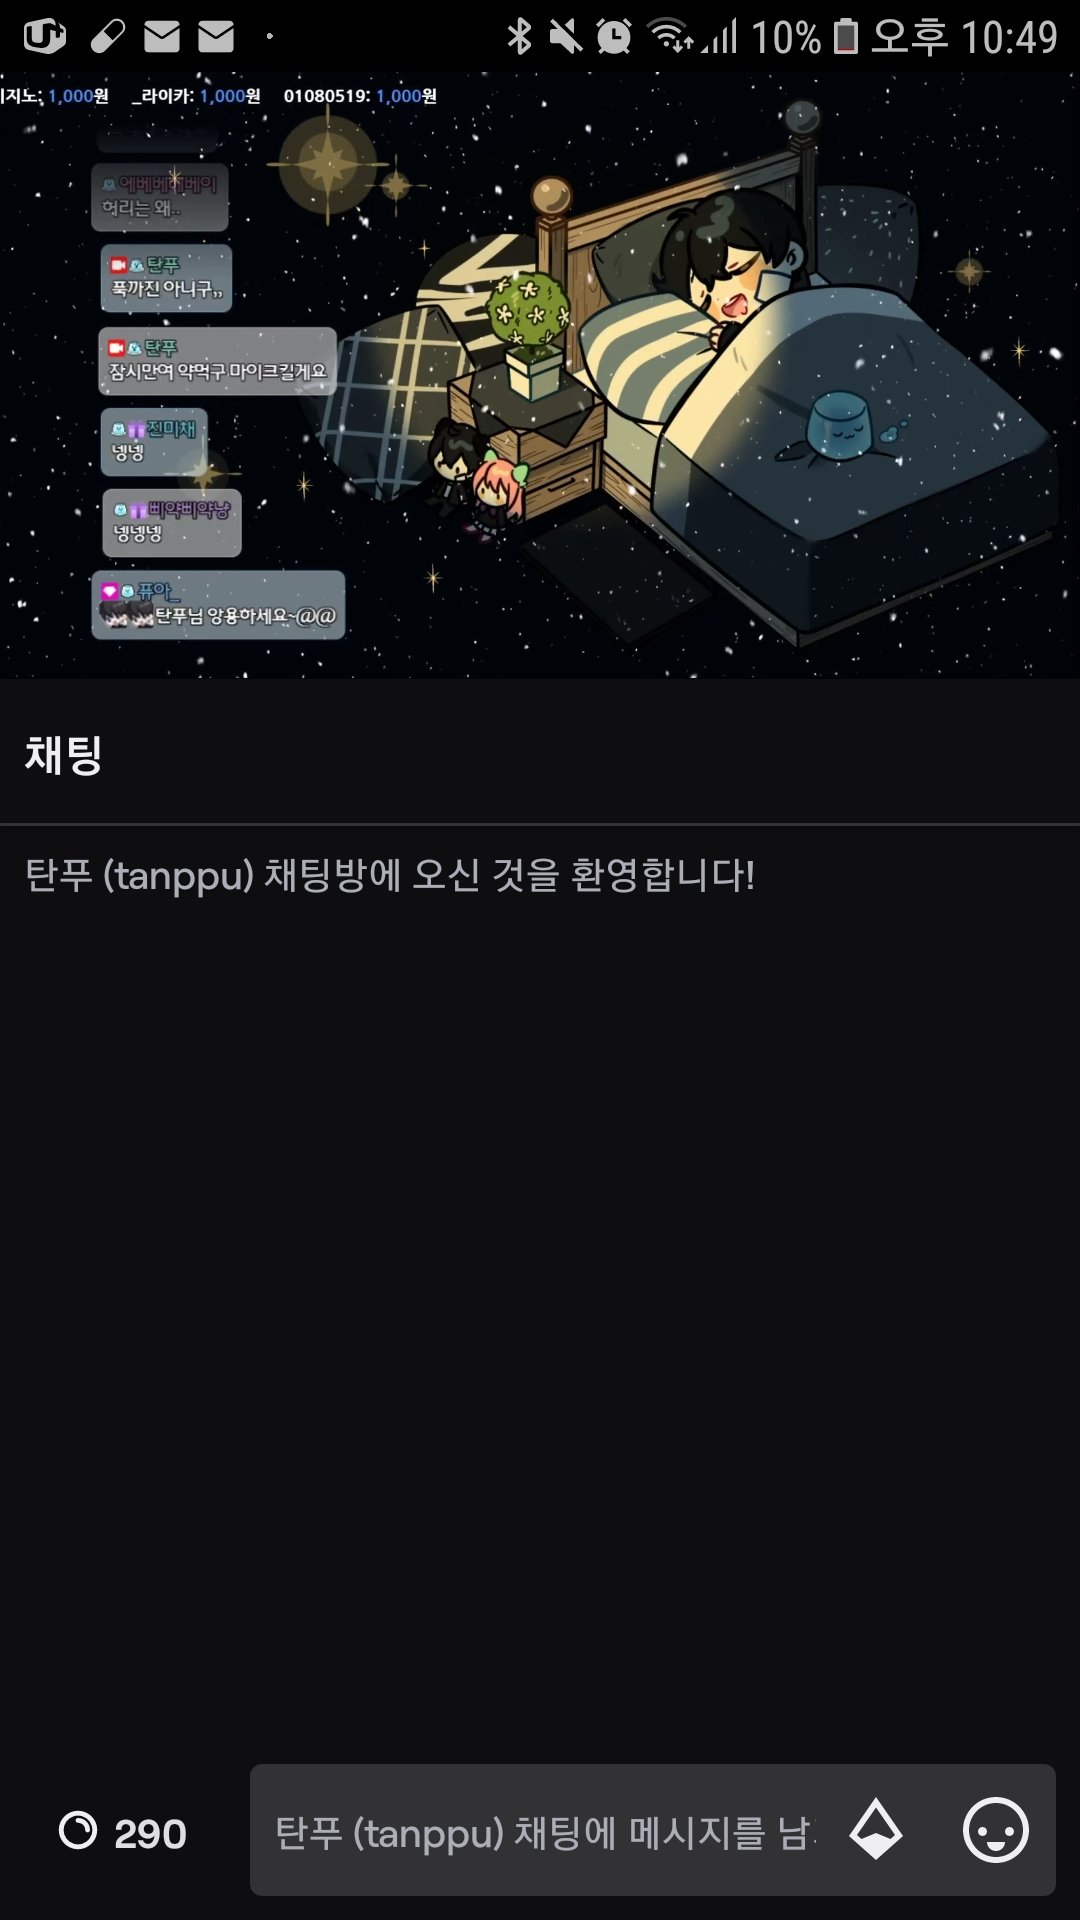 U+
10% 오후 10:49
지노: 1,000원 _라이카: 1,000원 01080519: 1,000원
에베베베베이
허리는 왜..
탄푸
푹까진 아니구,,
탄푸
잠시만여 약먹구 마이크킬게요
진미채
넹넹
삐약삐약냥
넹넹넹
퓨아_
탄푸님 앙용하세요~@@
채팅
탄푸 (tanppu) 채팅방에 오신 것을 환영합니다!
290
탄푸 (tanppu) 채팅에 메시지를 남